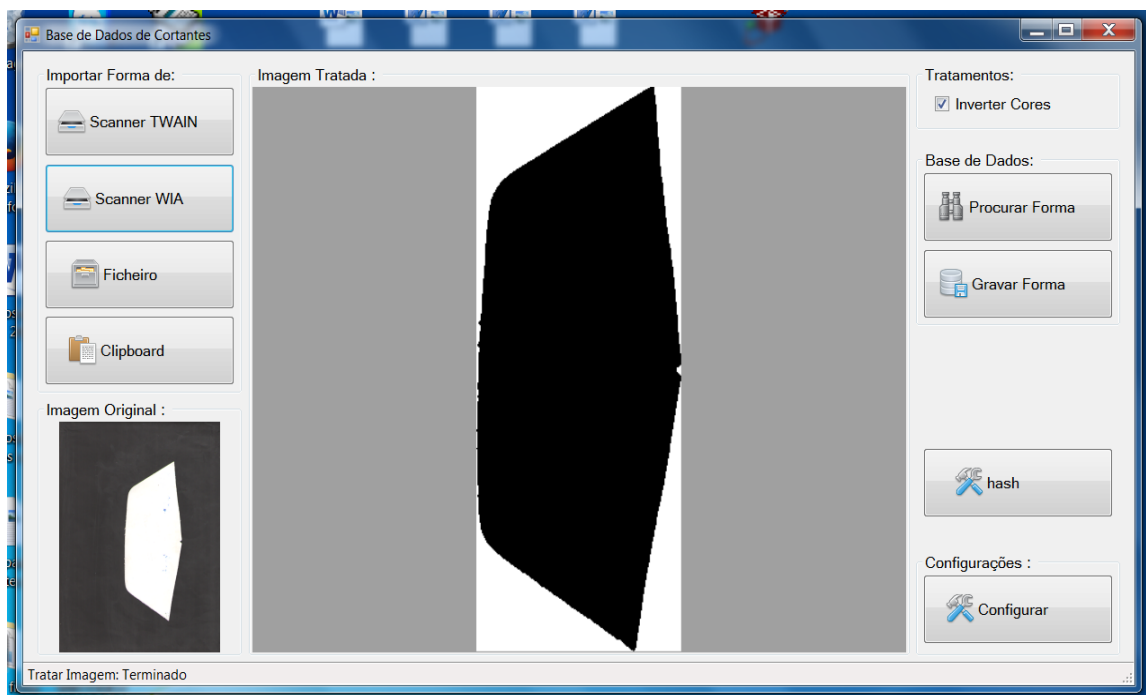 Base de Dados de Cortantes
Importar Forma de:
Scanner TWAIN
Scanner WIA
Ficheiro
Clipboard
Imagem Original :
Imagem Tratada :
Tratamentos:
Inverter Cores
Base de Dados:
Procurar Forma
Gravar Forma
hash
Configurações :
Configurar
Tratar Imagem: Terminado